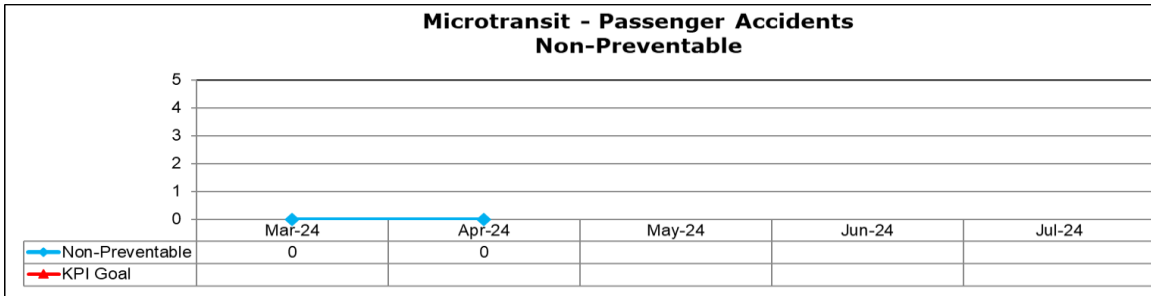 Microtransit - Passenger Accidents
Non-Preventable
5
4
3
2
1
0
Mar-24 Apr-24 May-24 Jun-24 Jul-24
Non-Preventable 0 0
KPI Goal